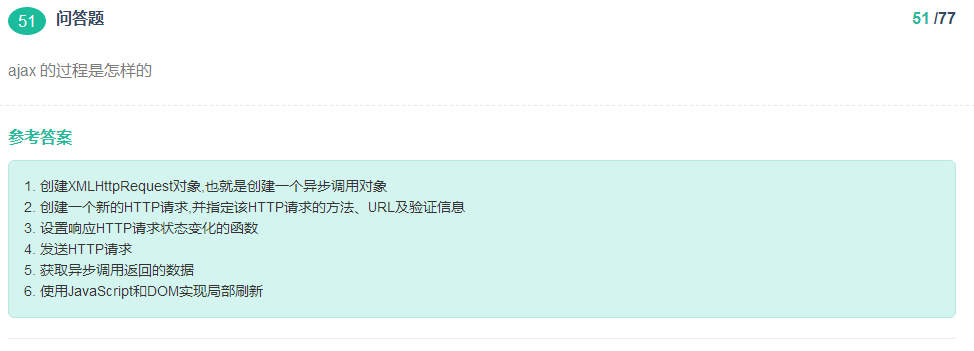 51 问答题 51 /77
ajax 的过程是怎样的
参考答案
1. 创建XMLHttpRequest对象,也就是创建一个异步调用对象
2. 创建一个新的HTTP请求,并指定该HTTP请求的方法、URL及验证信息
3. 设置响应HTTP请求状态变化的函数
4. 发送HTTP请求
5. 获取异步调用返回的数据
6. 使用JavaScript和DOM实现局部刷新